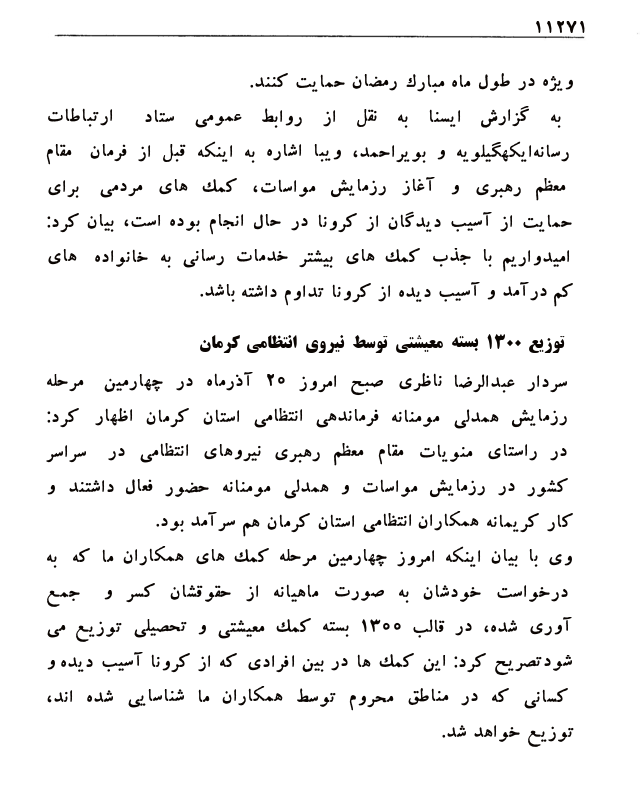 ۱۱۲۷۱
ویژه در طول ماه مبارك رمضان حمایت کنند.
به گزارش ایسنا به نقل از روابط عمومی ستاد ارتباطات
رسانه‌ایکهگیلویه و بویراحمد، ویبا اشاره به اینکه قبل از فرمان مقام
معظم رهبری و آغاز رزمایش مواسات، کمك های مردمی برای
حمایت از آسیب دیدگان از کرونا در حال انجام بوده است، بیان کرد:
امیدواریم با جذب کمك های بیشتر خدمات رسانی به خانواده های
کم درآمد و آسیب دیده از کرونا تداوم داشته باشد.
توزیع ۱۳۰۰ بسته معیشتی توسط نیروی انتظامی کرمان
سردار عبدالرضا ناظری صبح امروز ۲۵ آذرماه در چهارمین مرحله
رزمایش همدلی مومنانه فرماندهی انتظامی استان کرمان اظهار کرد:
در راستای منویات مقام معظم رهبری نیروهای انتظامی در سراسر
کشور در رزمایش مواسات و همدلی مومنانه حضور فعال داشتند و
کار کریمانه همکاران انتظامی استان کرمان هم سرآمد بود.
وی با بیان اینکه امروز چهارمین مرحله کمك های همکاران ما که به
درخواست خودشان به صورت ماهیانه از حقوقشان کسر و جمع
آوری شده، در قالب ۱۳۰۰ بسته کمك معیشتی و تحصیلی توزیع می
شودتصریح کرد: این کمك ها در بین افرادی که از کرونا آسیب دیده و
کسانی که در مناطق محروم توسط همکاران ما شناسایی شده اند،
توزیع خواهد شد.